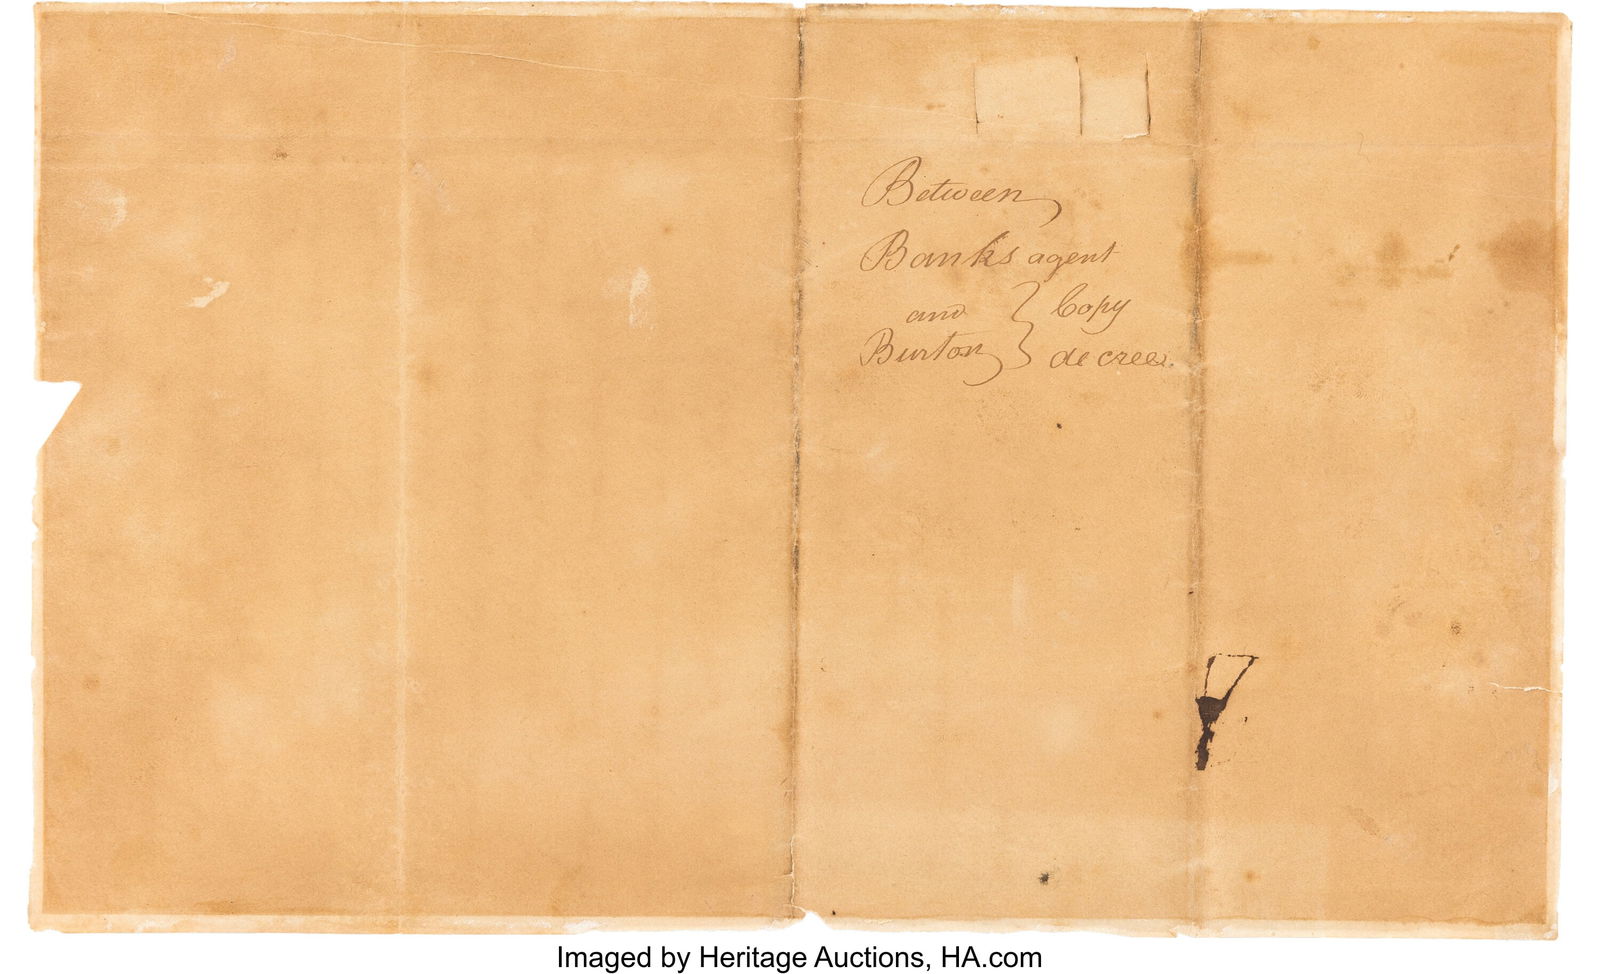 Between
Banks agent
and } Copy
Burton } decree.
Imaged by Heritage Auctions, HA.com